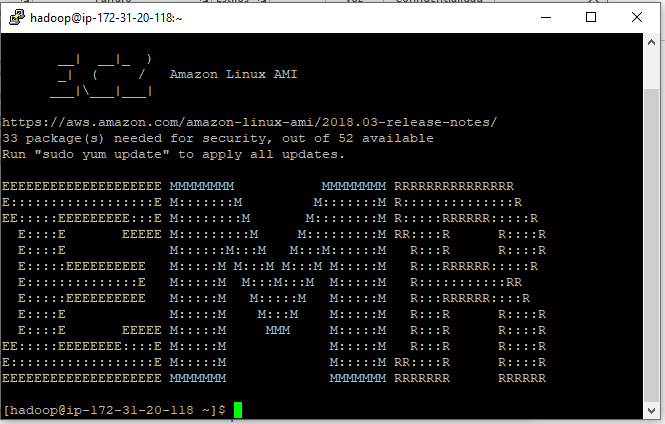 hadoop@ip-172-31-20-118:~
       __|  __|_  )
       _|  (     /   Amazon Linux AMI
      ___|\___|___|
https://aws.amazon.com/amazon-linux-ami/2018.03-release-notes/
33 package(s) needed for security, out of 52 available
Run "sudo yum update" to apply all updates.
EEEEEEEEEEEEEEEEEEEE MMMMMMMM           MMMMMMMM RRRRRRRRRRRRRRR
E::::::::::::::::::E M:::::::M         M:::::::M R::::::::::::::R
EE:::::EEEEEEEEE:::E M::::::::M       M::::::::M R:::::RRRRRR:::::R
  E::::E       EEEEE M:::::::::M     M:::::::::M RR::::R      R::::R
  E::::E             M::::::M:::M   M:::M::::::M   R:::R      R::::R
  E:::::EEEEEEEEEE   M:::::M M:::M M:::M M:::::M   R:::RRRRRR:::::R
  E::::::::::::::E   M:::::M  M:::M:::M  M:::::M   R:::::::::::RR
  E:::::EEEEEEEEEE   M:::::M   M:::::M   M:::::M   R:::RRRRRR::::R
  E::::E             M:::::M    M:::M    M:::::M   R:::R      R::::R
  E::::E       EEEEE M:::::M     MMM     M:::::M   R:::R      R::::R
EE:::::EEEEEEEE::::E M:::::M             M:::::M   R:::R      R::::R
E::::::::::::::::::E M:::::M             M:::::M RR::::R      R::::R
EEEEEEEEEEEEEEEEEEEE MMMMMMM             MMMMMMM RRRRRRR      RRRRRR
[hadoop@ip-172-31-20-118 ~]$